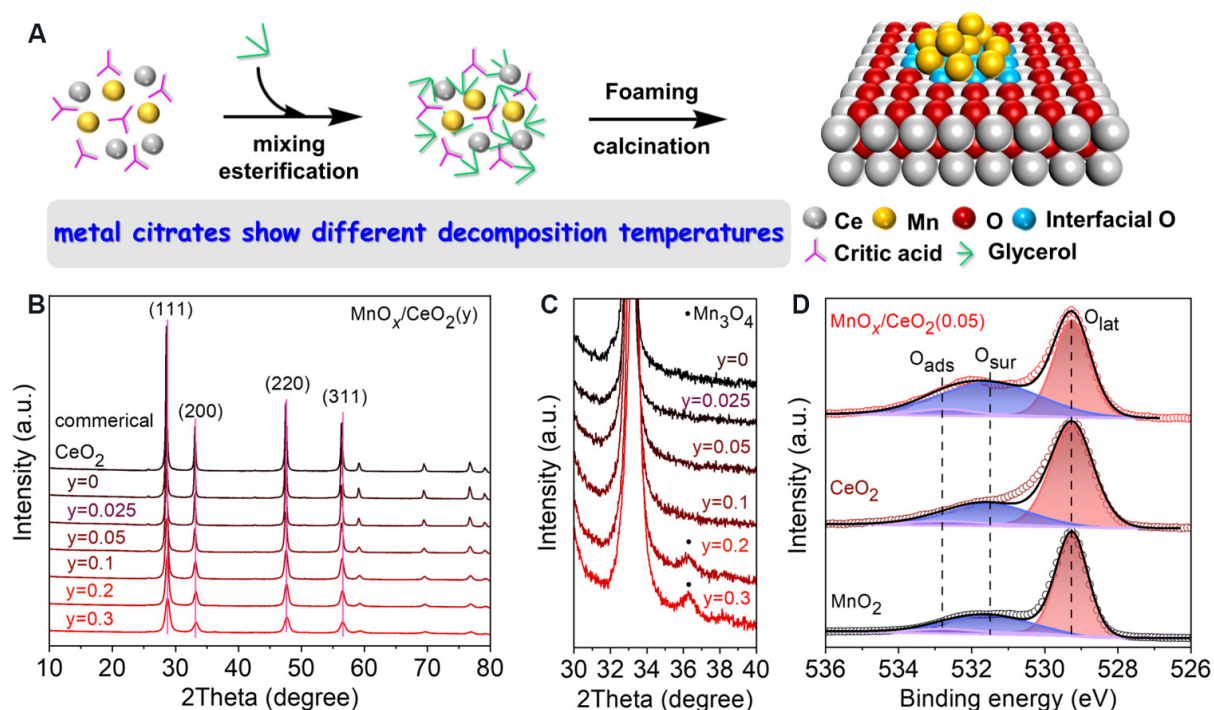 A
mixing
esterification
Foaming
calcination
metal citrates show different decomposition temperatures
Ce Mn O Interfacial O
Critic acid Glycerol
B
(111)
MnOx/CeO2(y)
(200)
(220)
(311)
commerical
CeO2
y=0
y=0.025
y=0.05
y=0.1
y=0.2
y=0.3
Intensity (a.u.)
10 20 30 40 50 60 70 80
2Theta (degree)
C
•Mn3O4
y=0
y=0.025
y=0.05
y=0.1
y=0.2
y=0.3
Intensity (a.u.)
30 32 34 36 38 40
2Theta (degree)
D
MnOx/CeO2(0.05)
Oads
Osur
Olat
CeO2
MnO2
Intensity (a.u.)
536 534 532 530 528 526
Binding energy (eV)